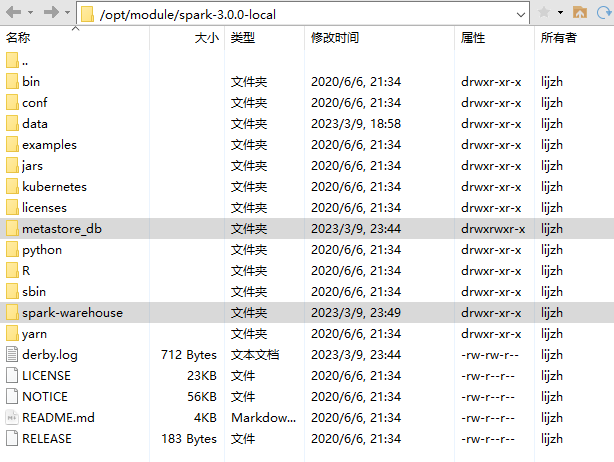 /opt/module/spark-3.0.0-local
名称 大小 类型 修改时间 属性 所有者
..
bin 文件夹 2020/6/6, 21:34 drwxr-xr-x lijzh
conf 文件夹 2020/6/6, 21:34 drwxr-xr-x lijzh
data 文件夹 2023/3/9, 18:58 drwxr-xr-x lijzh
examples 文件夹 2020/6/6, 21:34 drwxr-xr-x lijzh
jars 文件夹 2020/6/6, 21:34 drwxr-xr-x lijzh
kubernetes 文件夹 2020/6/6, 21:34 drwxr-xr-x lijzh
licenses 文件夹 2020/6/6, 21:34 drwxr-xr-x lijzh
metastore_db 文件夹 2023/3/9, 23:44 drwxrwxr-x lijzh
python 文件夹 2020/6/6, 21:34 drwxr-xr-x lijzh
R 文件夹 2020/6/6, 21:34 drwxr-xr-x lijzh
sbin 文件夹 2020/6/6, 21:34 drwxr-xr-x lijzh
spark-warehouse 文件夹 2023/3/9, 23:49 drwxr-xr-x lijzh
yarn 文件夹 2020/6/6, 21:34 drwxr-xr-x lijzh
derby.log 712 Bytes 文本文档 2023/3/9, 23:44 -rw-rw-r-- lijzh
LICENSE 23KB 文件 2020/6/6, 21:34 -rw-r--r-- lijzh
NOTICE 56KB 文件 2020/6/6, 21:34 -rw-r--r-- lijzh
README.md 4KB Markdow... 2020/6/6, 21:34 -rw-r--r-- lijzh
RELEASE 183 Bytes 文件 2020/6/6, 21:34 -rw-r--r-- lijzh